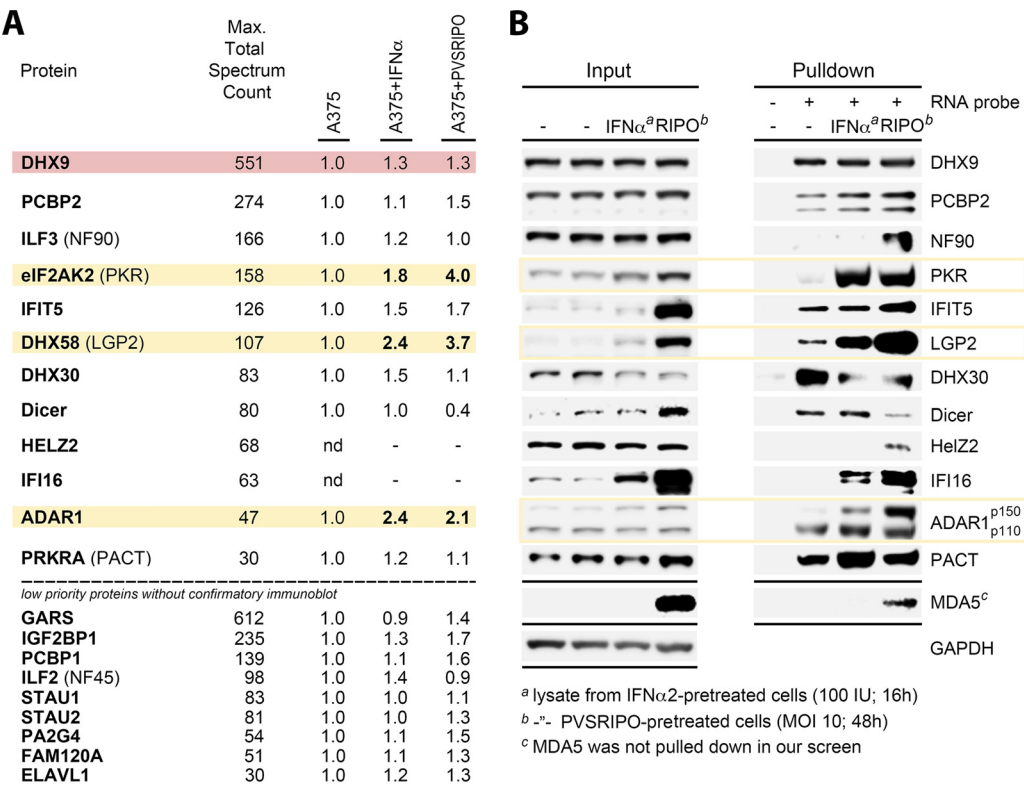 A
Protein
Max.
Total
Spectrum
Count
A375
A375+IFNα
A375+PVSRIPO
DHX9 551 1.0 1.3 1.3
PCBP2 274 1.0 1.1 1.5
ILF3 (NF90) 166 1.0 1.2 1.0
eIF2AK2 (PKR) 158 1.0 1.8 4.0
IFIT5 126 1.0 1.5 1.7
DHX58 (LGP2) 107 1.0 2.4 3.7
DHX30 83 1.0 1.5 1.1
Dicer 80 1.0 1.0 0.4
HELZ2 68 nd - -
IFI16 63 nd - -
ADAR1 47 1.0 2.4 2.1
PRKRA (PACT) 30 1.0 1.2 1.1
low priority proteins without confirmatory immunoblot
GARS 612 1.0 0.9 1.4
IGF2BP1 235 1.0 1.3 1.7
PCBP1 139 1.0 1.1 1.6
ILF2 (NF45) 98 1.0 1.4 0.9
STAU1 83 1.0 1.0 1.1
STAU2 81 1.0 1.0 1.3
PA2G4 54 1.0 1.1 1.5
FAM120A 51 1.0 1.1 1.3
ELAVL1 30 1.0 1.2 1.3
B
Input Pulldown
- + + + RNA probe
- - IFNαᵃ RIPOᵇ - - IFNαᵃ RIPOᵇ
DHX9
PCBP2
NF90
PKR
IFIT5
LGP2
DHX30
Dicer
HelZ2
IFI16
ADAR1 p150
p110
PACT
MDA5ᶜ
GAPDH
ᵃ lysate from IFNα2-pretreated cells (100 IU; 16h)
ᵇ -"- PVSRIPO-pretreated cells (MOI 10; 48h)
ᶜ MDA5 was not pulled down in our screen